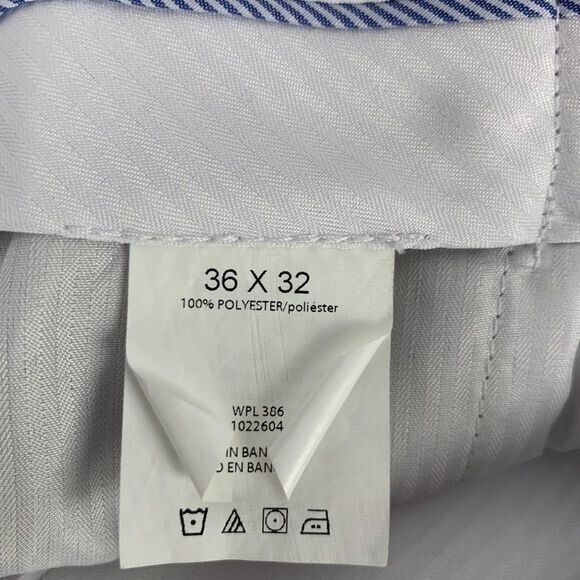 36 X 32
100% POLYESTER/poliéster
WPL 386
1022604
IN BAN
EN BAN